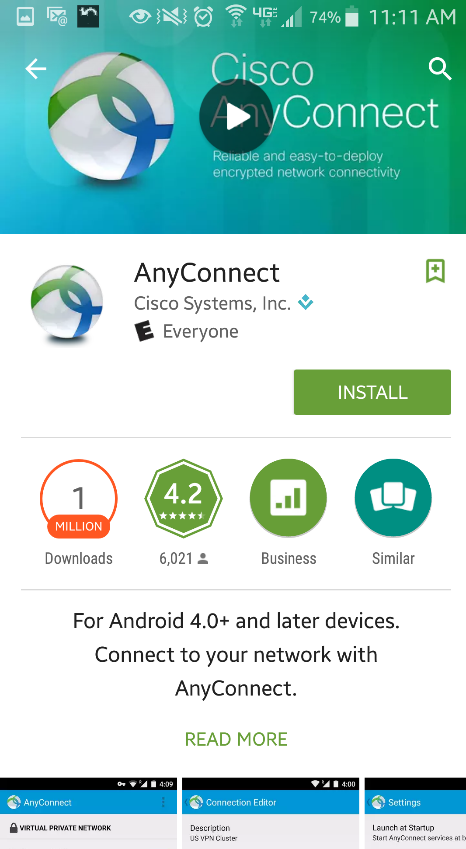 4G
74% 11:11 AM
Cisco
AnyConnect
Reliable and easy-to-deploy
encrypted network connectivity
AnyConnect
Cisco Systems, Inc.
E Everyone
INSTALL
1
MILLION
Downloads
4.2
6,021
Business
Similar
For Android 4.0+ and later devices.
Connect to your network with
AnyConnect.
READ MORE
4:09
AnyConnect
VIRTUAL PRIVATE NETWORK
4:00
Connection Editor
Description
US VPN Cluster
Settings
Launch at Startup
Start AnyConnect services at b